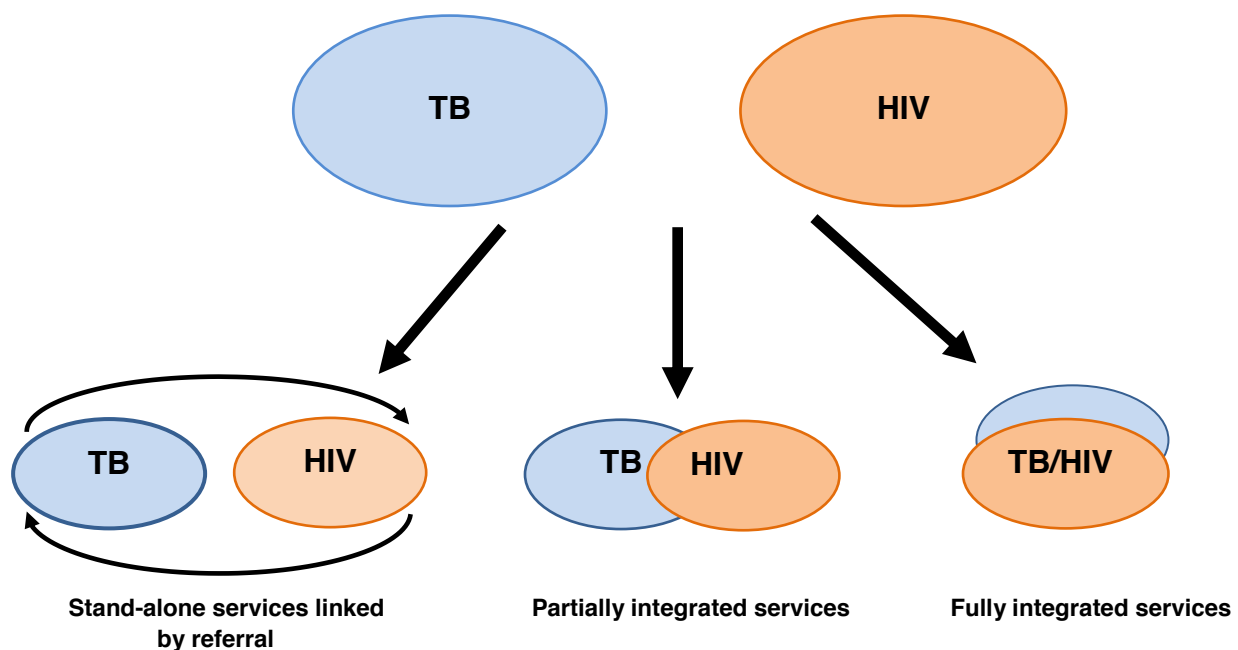 TB
HIV
TB
HIV
TB
HIV
TB/HIV
Stand-alone services linked
by referral
Partially integrated services
Fully integrated services